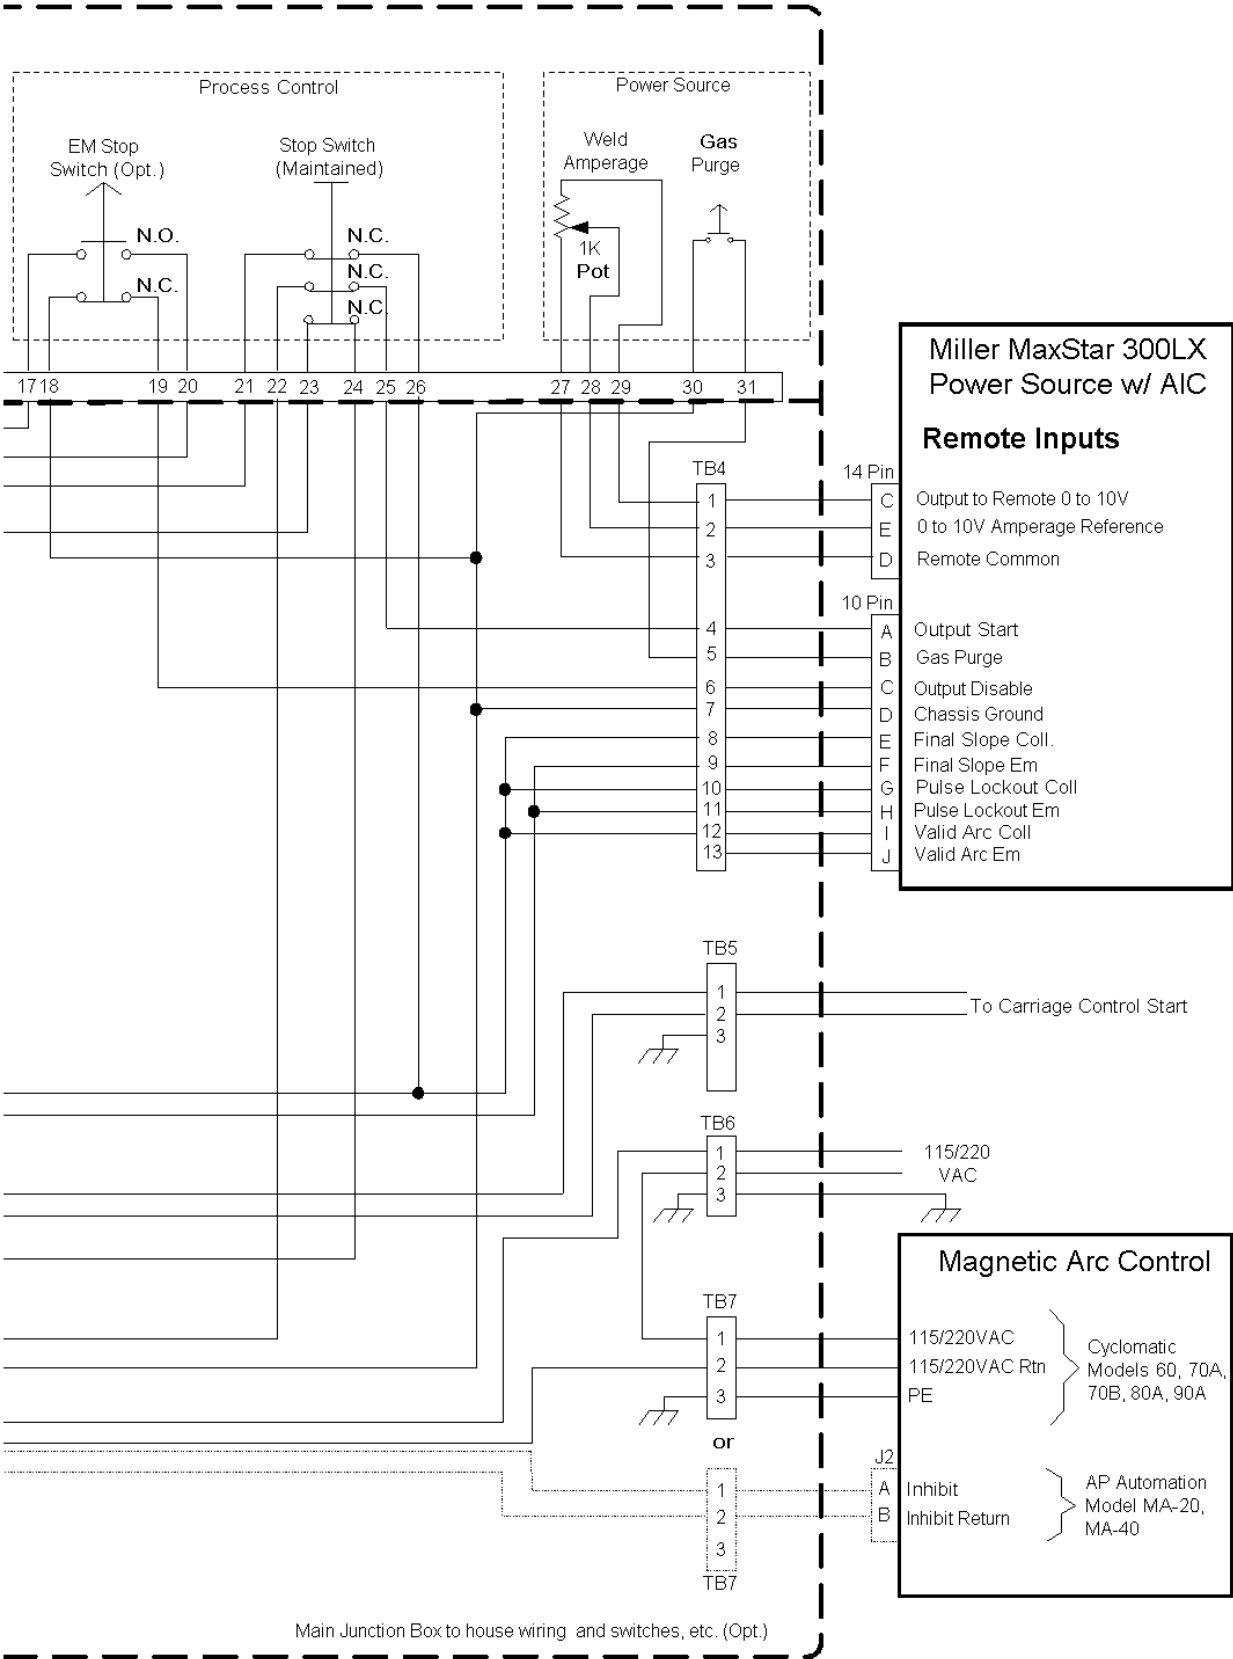 Process Control
Power Source
EM Stop
Switch (Opt.)
Stop Switch
(Maintained)
Weld
Amperage
Gas
Purge
N.O.
N.C.
N.C.
N.C.
N.C.
1K
Pot
17 18 19 20 21 22 23 24 25 26 27 28 29 30 31
Miller MaxStar 300LX
Power Source w/ AIC
Remote Inputs
TB4
14 Pin
1 C Output to Remote 0 to 10V
2 E 0 to 10V Amperage Reference
3 D Remote Common
10 Pin
4 A Output Start
5 B Gas Purge
6 C Output Disable
7 D Chassis Ground
8 E Final Slope Coll.
9 F Final Slope Em
10 G Pulse Lockout Coll
11 H Pulse Lockout Em
12 I Valid Arc Coll
13 J Valid Arc Em
TB5
1
2
3
To Carriage Control Start
TB6
1
2
3
115/220
VAC
Magnetic Arc Control
TB7
1 115/220VAC
2 115/220VAC Rtn
3 PE
Cyclomatic
Models 60, 70A,
70B, 80A, 90A
or
J2
1 A Inhibit
2 B Inhibit Return
3
TB7
AP Automation
Model MA-20,
MA-40
Main Junction Box to house wiring and switches, etc. (Opt.)